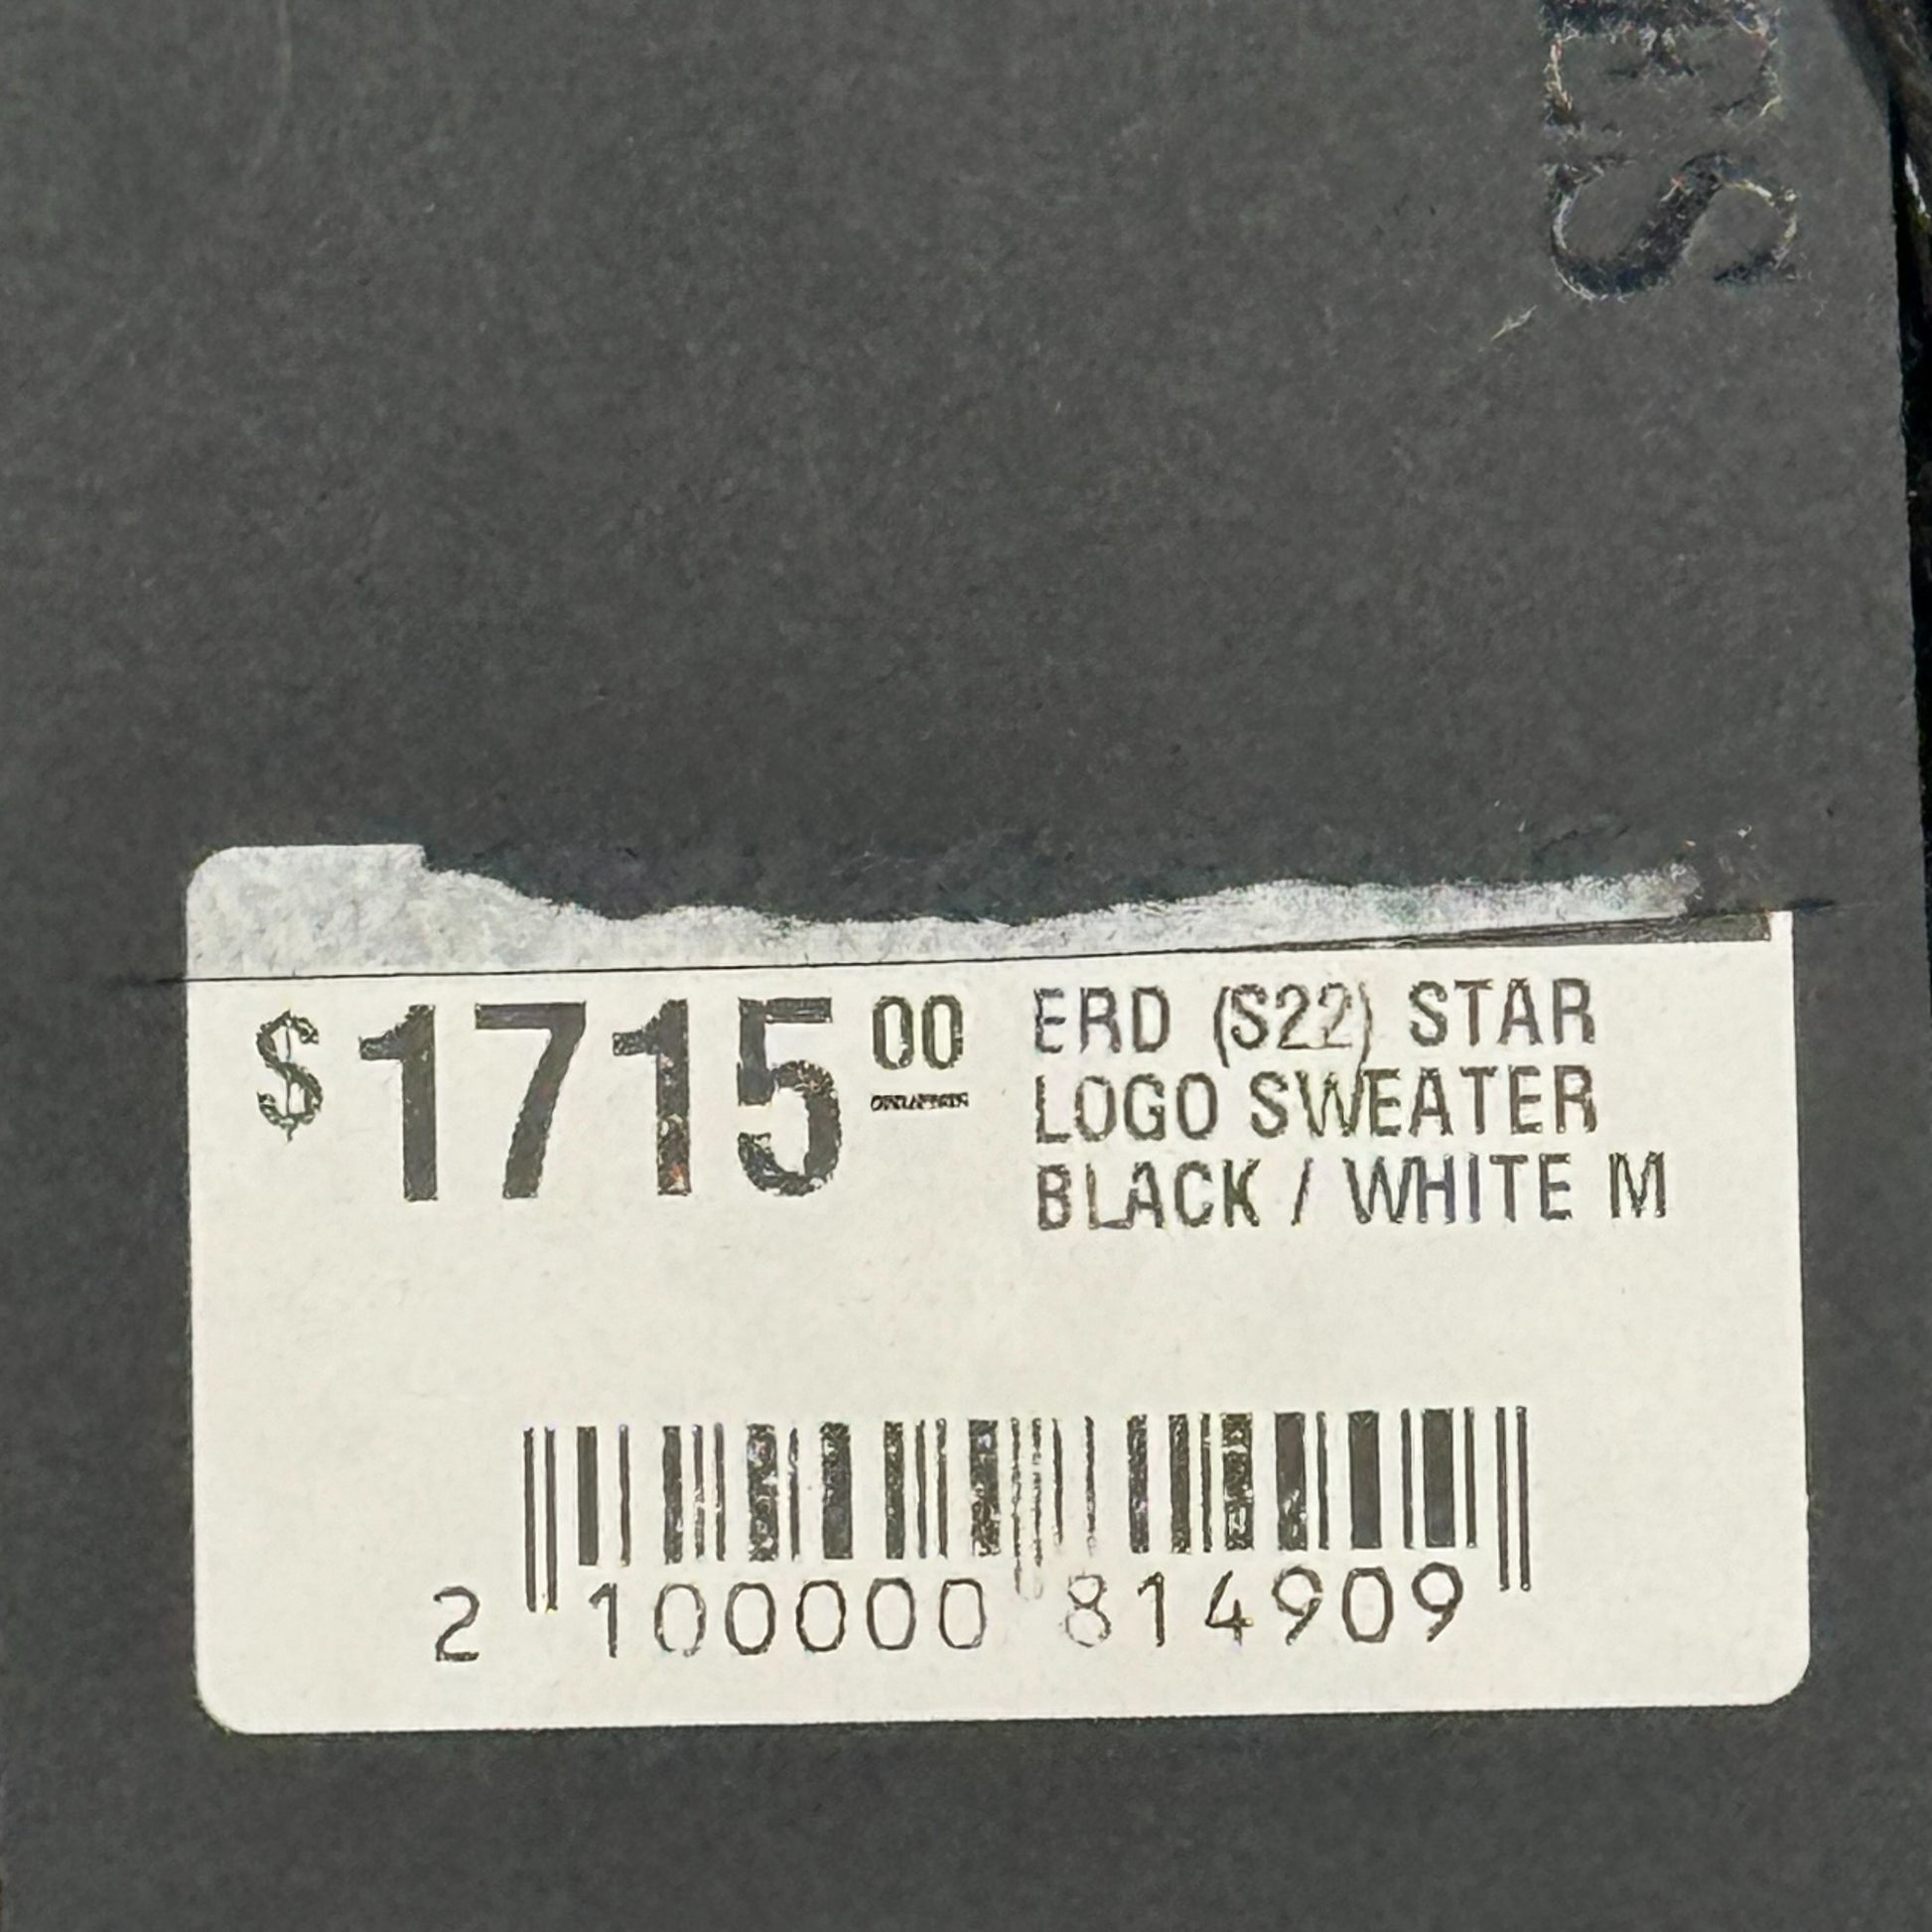 $1715 00
ERD (S22) STAR
LOGO SWEATER
BLACK / WHITE M
2 100000 814909